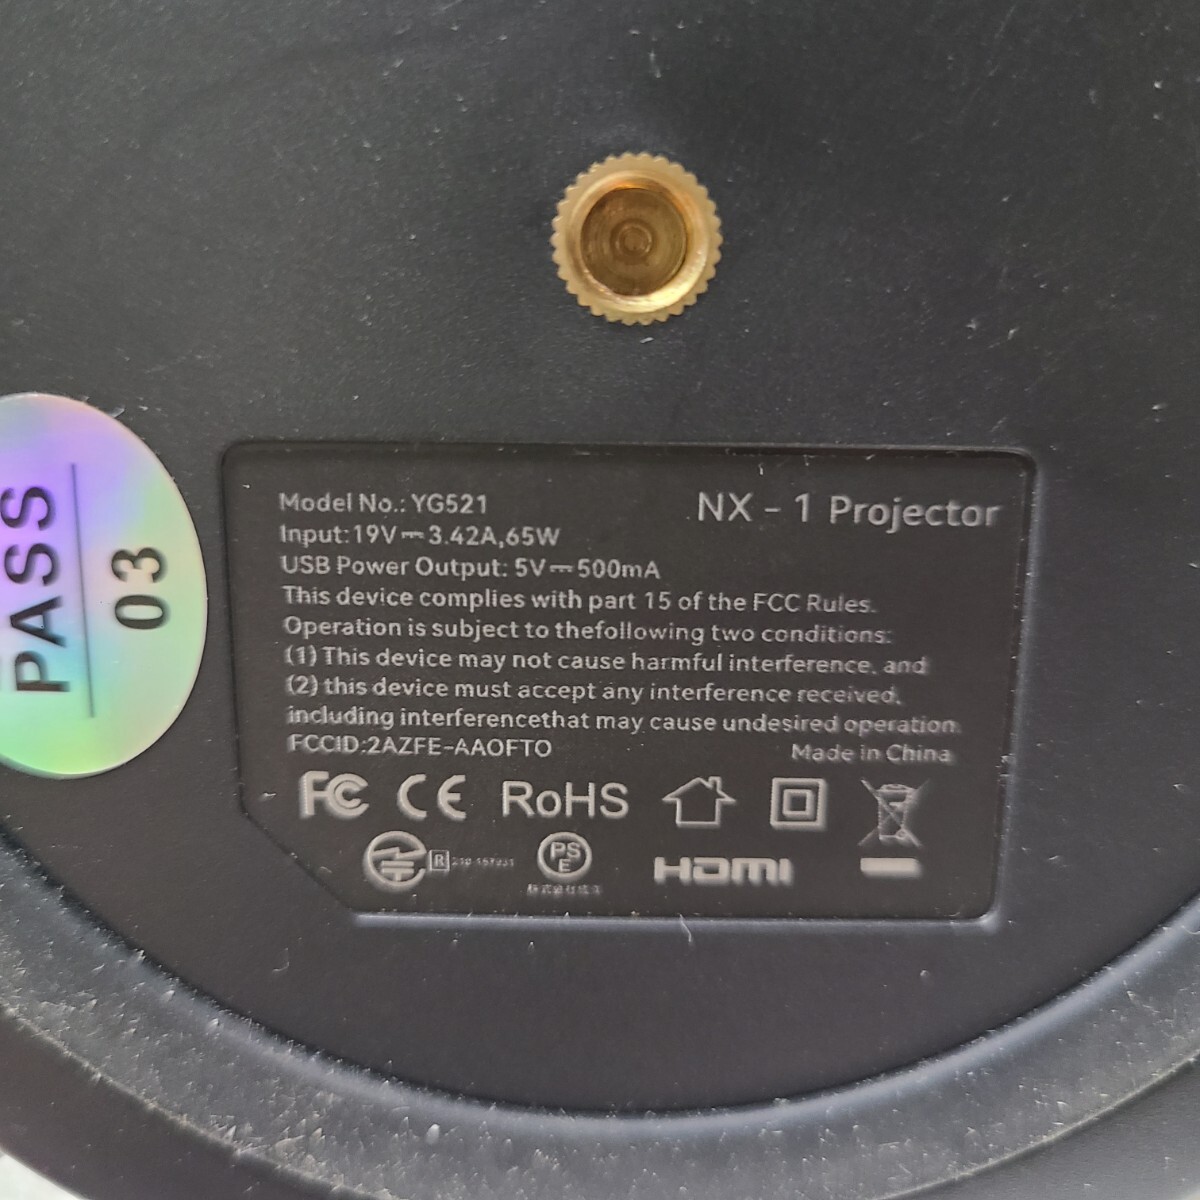 PASS
03
Model No.: YG521
NX - 1 Projector
Input: 19V⎓3.42A,65W
USB Power Output: 5V⎓500mA
This device complies with part 15 of the FCC Rules.
Operation is subject to thefollowing two conditions:
(1) This device may not cause harmful interference, and
(2) this device must accept any interference received,
including interferencethat may cause undesired operation.
FCCID:2AZFE-AAOFTO
Made in China
FC CE RoHS
R
PS
E
HDMI